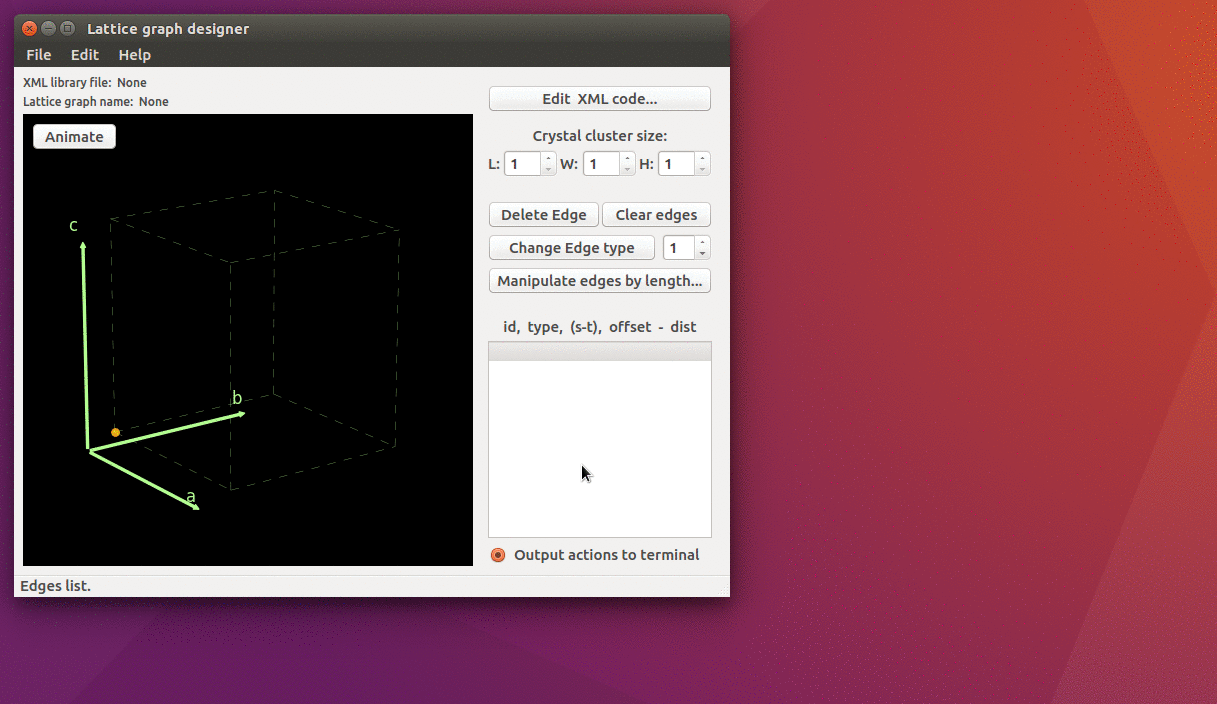 Lattice graph designer
File Edit Help
XML library file: None
Lattice graph name: None
Animate
c
b
a
Edit XML code...
Crystal cluster size:
L: 1 W: 1 H: 1
Delete Edge Clear edges
Change Edge type 1
Manipulate edges by length...
id, type, (s-t), offset - dist
Output actions to terminal
Edges list.